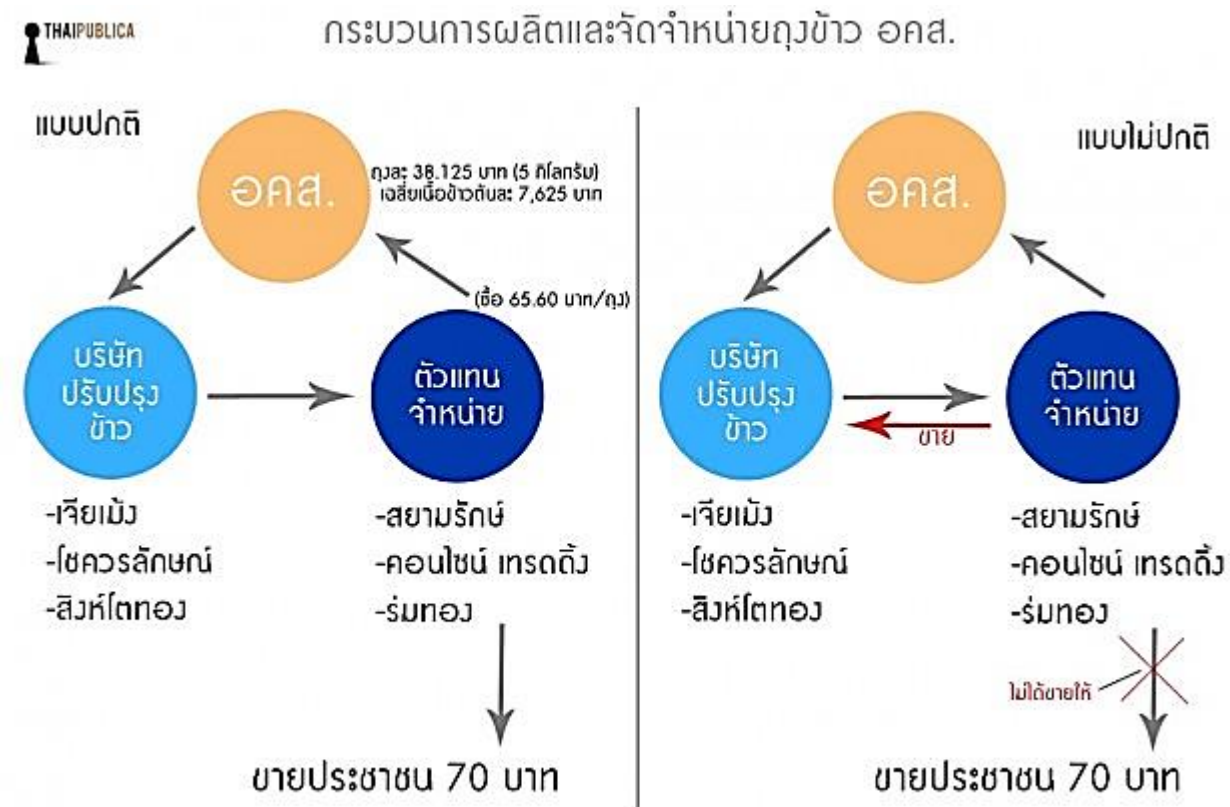 THAIPUBLICA
กระบวนการผลิตและจัดจำหน่ายถุงข้าว อคส.
แบบปกติ
อคส.
ถุงละ 38.125 บาท (5 กิโลกรัม)
เฉลี่ยเนื้อข้าวตันละ 7,625 บาท
(ซื้อ 65.60 บาท/ถุง)
บริษัท
ปรับปรุง
ข้าว
ตัวแทน
จำหน่าย
-เจียเม้ง
-โชควรลักษณ์
-สิงห์โตทอง
-สยามรักษ์
-คอนไซน์ เทรดดิ้ง
-ร่มทอง
ขายประชาชน 70 บาท
แบบไม่ปกติ
อคส.
บริษัท
ปรับปรุง
ข้าว
ขาย
ตัวแทน
จำหน่าย
-เจียเม้ง
-โชควรลักษณ์
-สิงห์โตทอง
-สยามรักษ์
-คอนไซน์ เทรดดิ้ง
-ร่มทอง
ไม่ได้ขายให้
ขายประชาชน 70 บาท